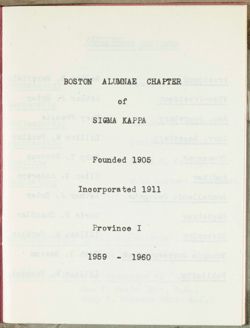 BOSTON ALUMNAE CHAPTER
of
SIGMA KAPPA
Founded 1905
Incorporated 1911
Province I
1959 - 1960